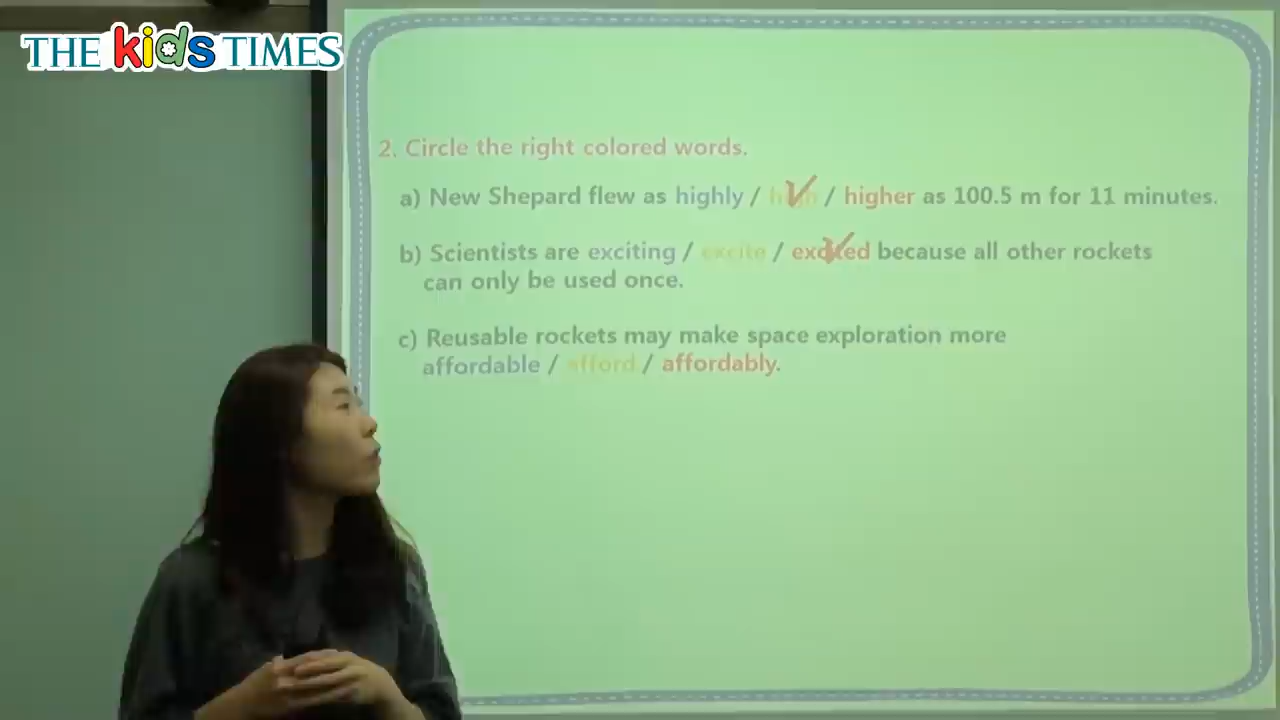 THE kids TIMES
2. Circle the right colored words.
a) New Shepard flew as highly / high / higher as 100.5 m for 11 minutes.
b) Scientists are exciting / excite / excited because all other rockets
can only be used once.
c) Reusable rockets may make space exploration more
affordable / afford / affordably.